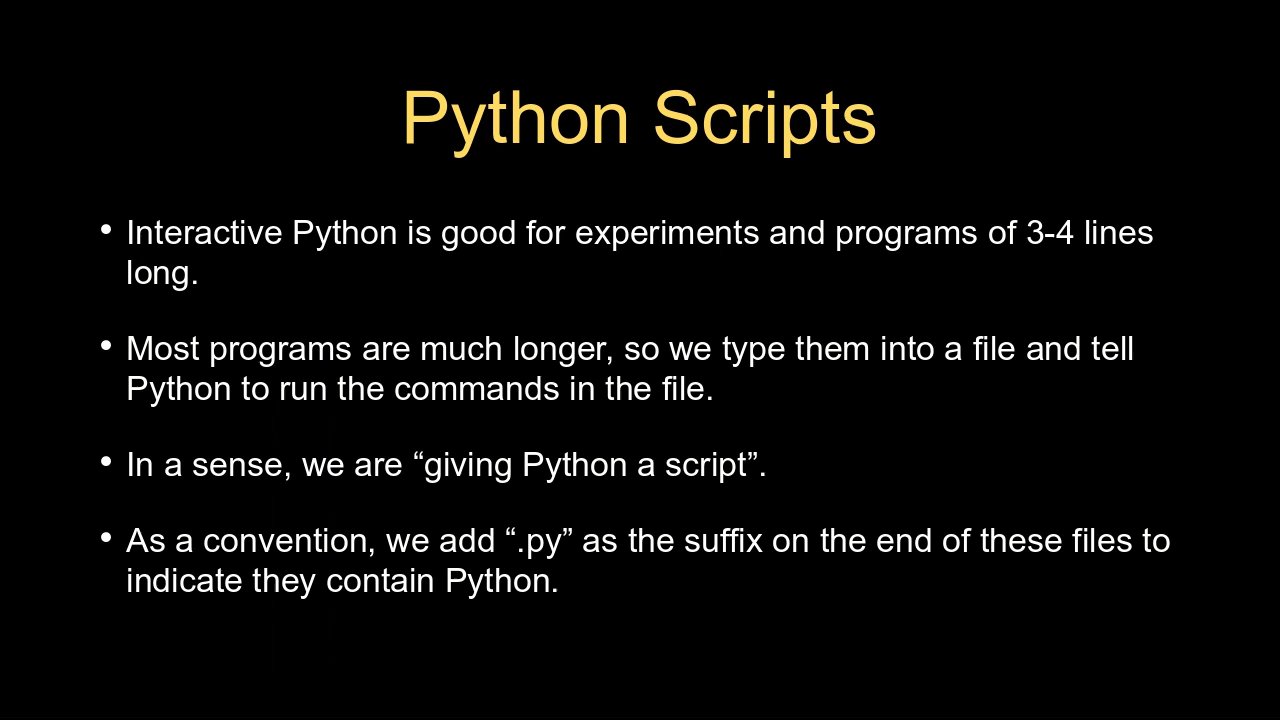 Python Scripts
• Interactive Python is good for experiments and programs of 3-4 lines
long.
• Most programs are much longer, so we type them into a file and tell
Python to run the commands in the file.
• In a sense, we are “giving Python a script”.
• As a convention, we add “.py” as the suffix on the end of these files to
indicate they contain Python.